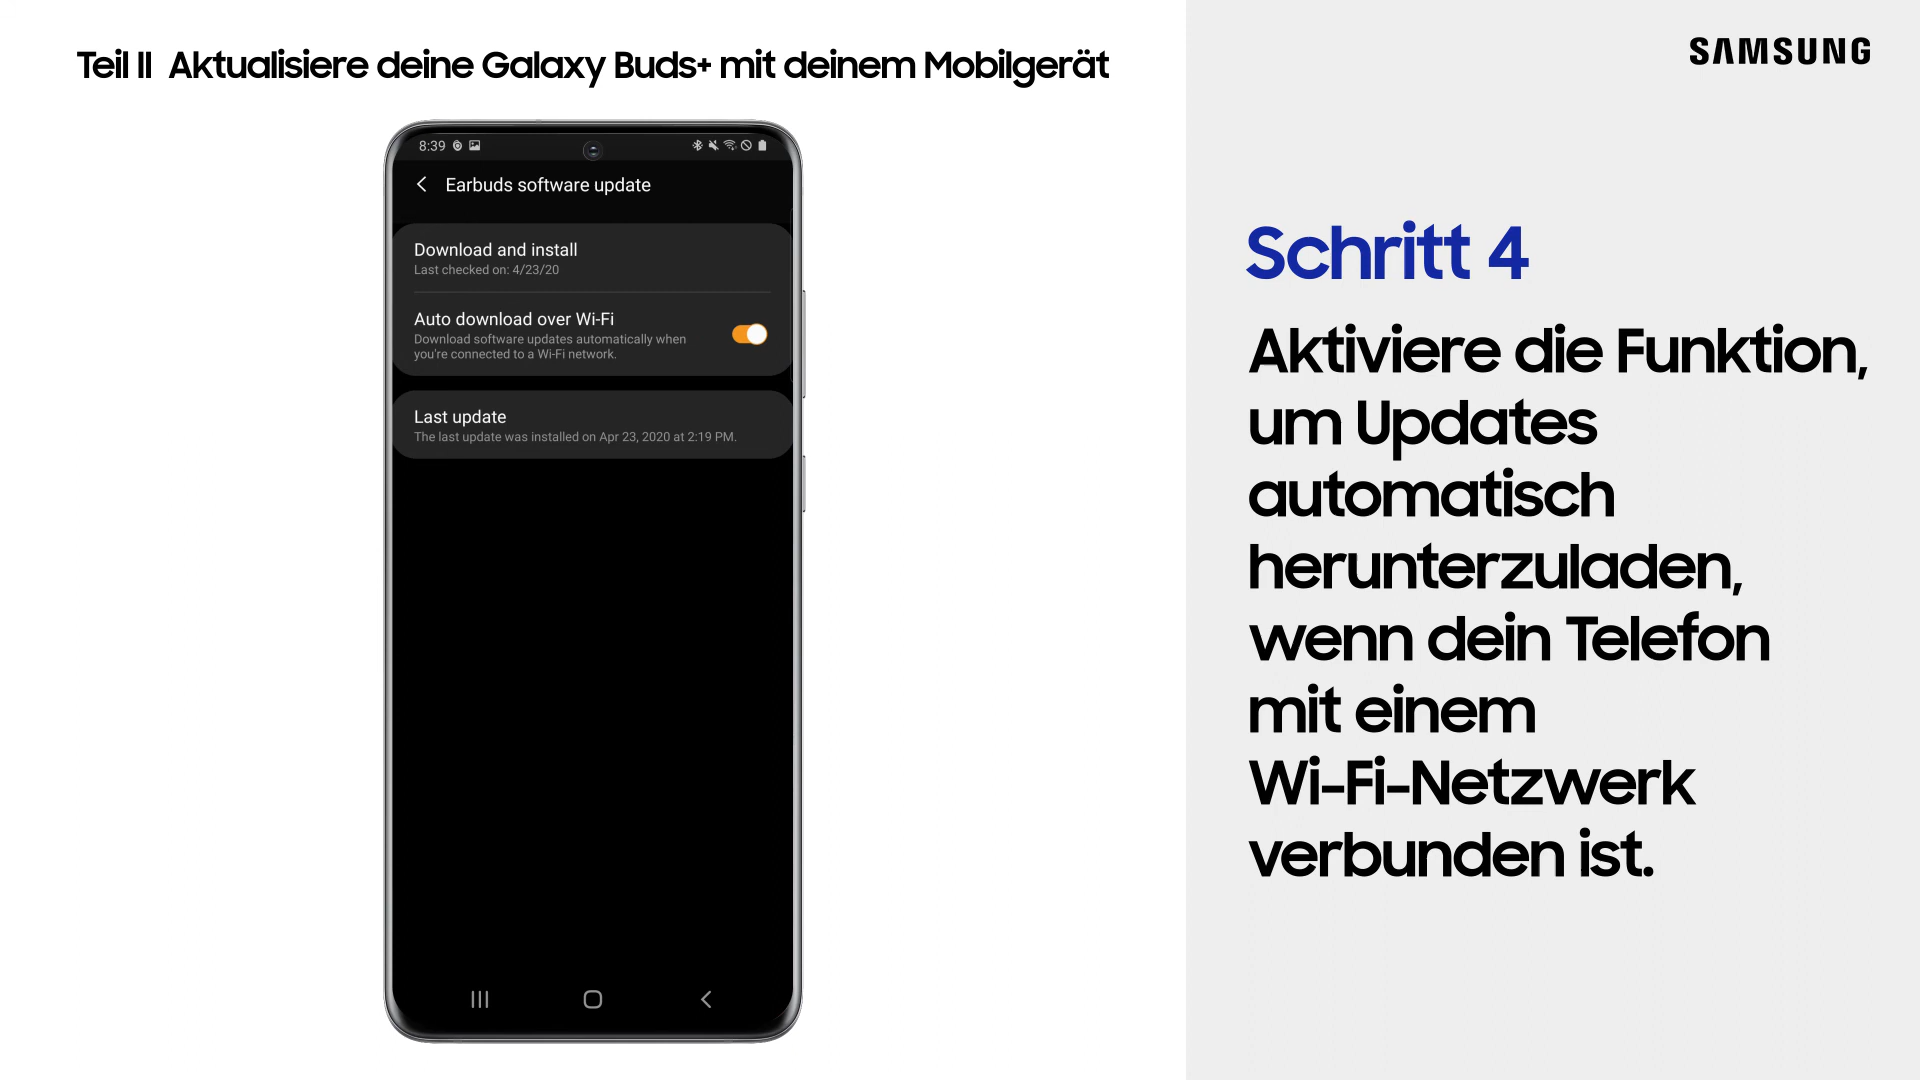 Teil II Aktualisiere deine Galaxy Buds+ mit deinem Mobilgerät
SAMSUNG
8:39
Earbuds software update
Download and install
Last checked on: 4/23/20
Auto download over Wi-Fi
Download software updates automatically when
you're connected to a Wi-Fi network.
Last update
The last update was installed on Apr 23, 2020 at 2:19 PM.
Schritt 4
Aktiviere die Funktion,
um Updates
automatisch
herunterzuladen,
wenn dein Telefon
mit einem
Wi-Fi-Netzwerk
verbunden ist.